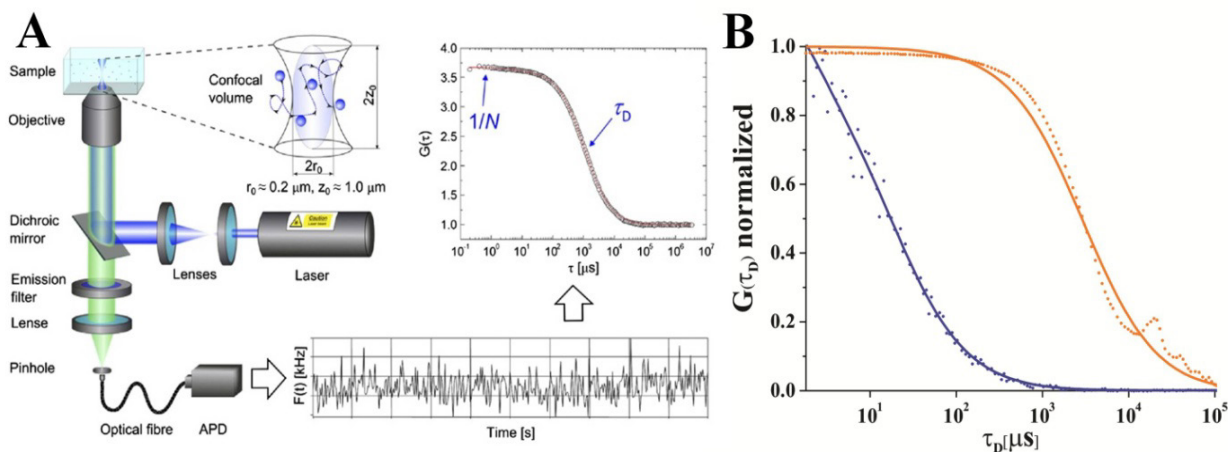 A
Sample
Objective
Dichroic
mirror
Emission
filter
Lense
Pinhole
Optical fibre
APD
Lenses
Laser
Caution
Confocal
volume
2z₀
2r₀
r₀ ≈ 0.2 µm, z₀ ≈ 1.0 µm
G(τ)
4.0
3.5
3.0
2.5
2.0
1.5
1.0
1/N
τD
10⁻¹ 10⁰ 10¹ 10² 10³ 10⁴ 10⁵ 10⁶ 10⁷
τ [µs]
F(t) [kHz]
Time [s]
B
G(τD) normalized
1.0
0.8
0.6
0.4
0.2
0.0
10¹ 10² 10³ 10⁴ 10⁵
τD[µs]